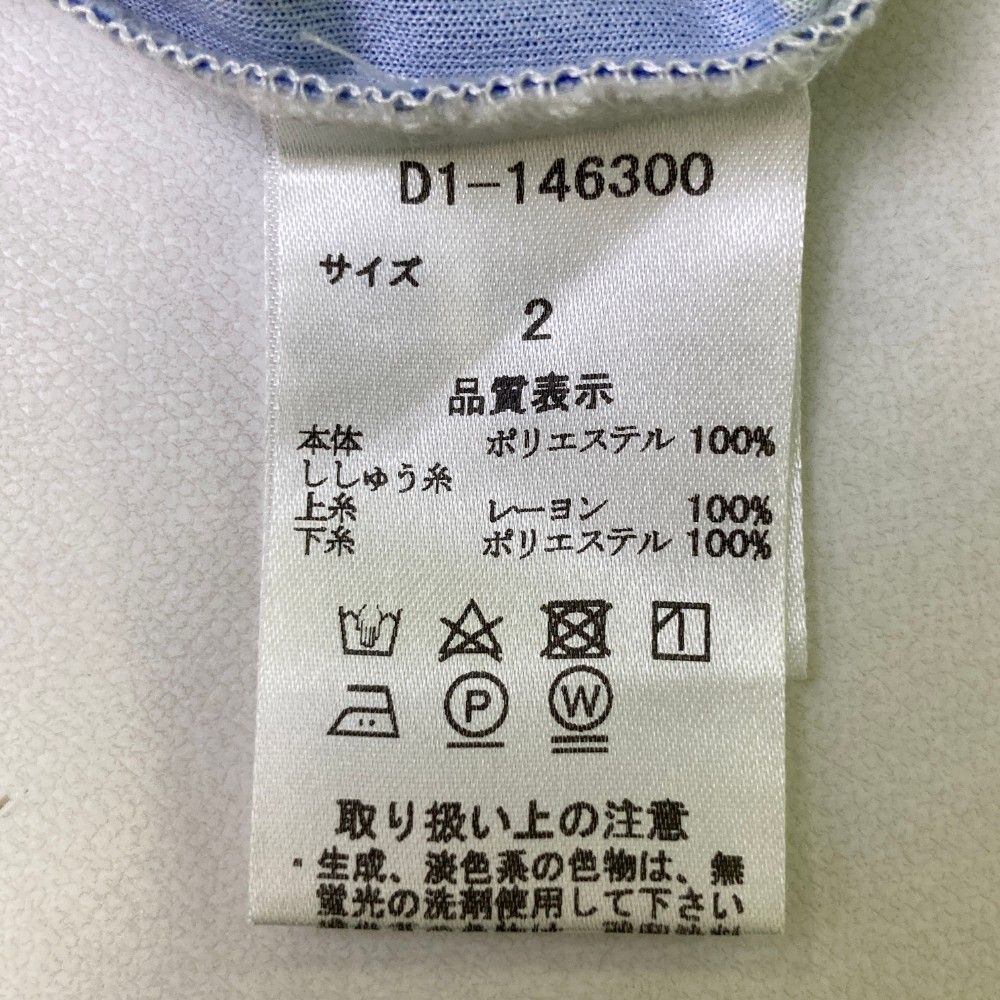 D1-146300
サイズ
2
品質表示
本体 ポリエステル 100%
ししゅう糸
上糸 レーヨン 100%
下糸 ポリエステル 100%
P W
取り扱い上の注意
・生成、淡色系の色物は、無
蛍光の洗剤使用して下さい